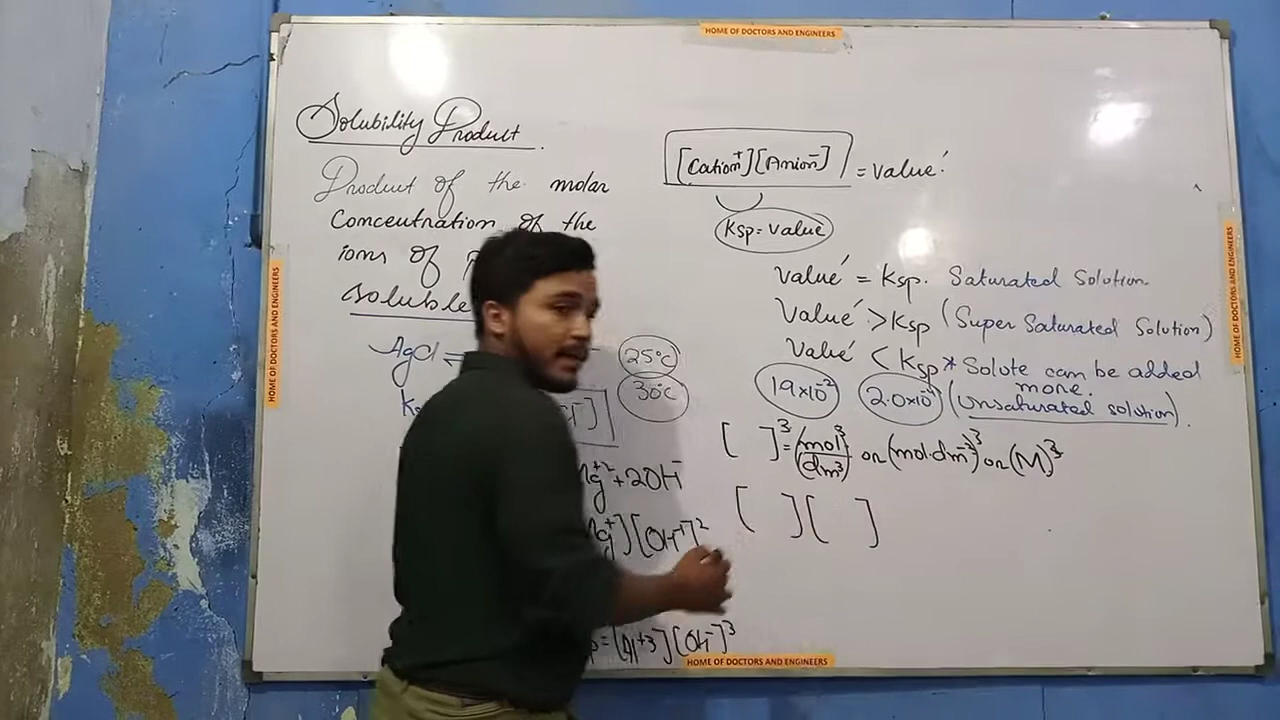 HOME OF DOCTORS AND ENGINEERS
Solubility Product.
Product of the molar
Concentration of the
ions of
soluble
AgCl
25°C
30°C
+2OH⁻
[OH⁻]²
[Al+3][OH⁻]³
[Cation⁺][Anion⁻] = Value'
Ksp = Value
Value' = Ksp. Saturated Solution.
Value' > Ksp (Super Saturated Solution)
Value' < Ksp * Solute can be added
more.
19×10⁻² 2.0×10 (unsaturated solution).
[ ]³ = (mol/dm³)³ or (mol·dm⁻³)³ or (M)³
[ ][ ]
HOME OF DOCTORS AND ENGINEERS
HOME OF DOCTORS AND ENGINEERS
HOME OF DOCTORS AND ENGINEERS